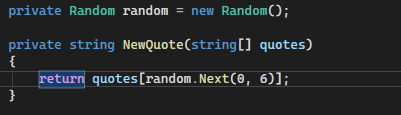 private Random random = new Random();
private string NewQuote(string[] quotes)
{
return quotes[random.Next(0, 6)];
}